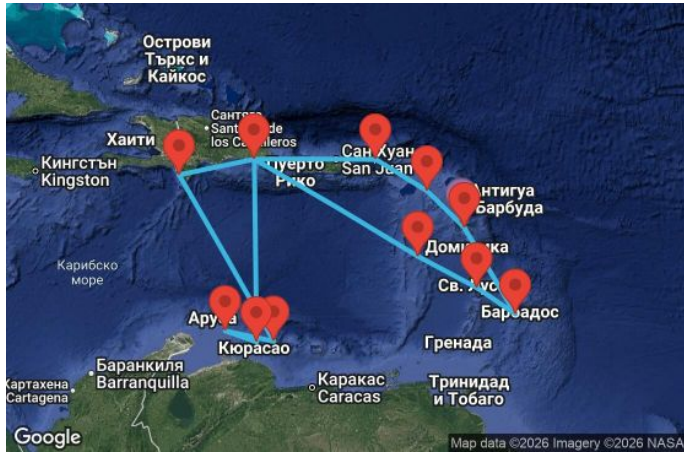 Острови
Търкс и
Кайкос
Сантяго
Santiago de
los Caballeros
Хаити
Кингстън
Kingston
Пуерто
Рико
Сан Хуан
San Juan
Антигуа
Барбуда
Доминика
Карибско
море
Св.
Барбадос
Аруба
Кюрасао
Гренада
Баранкиля
Barranquilla
Картахена
Cartagena
Каракас
Caracas
Тринидад
и Тобаго
Google
Map data ©2026 Imagery ©2026 NASA